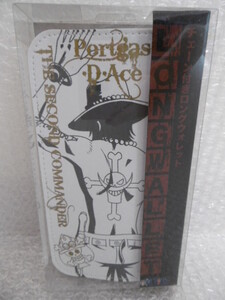 Portgas
・D・Ace
THE SECOND COMMANDER
LONG WALLET